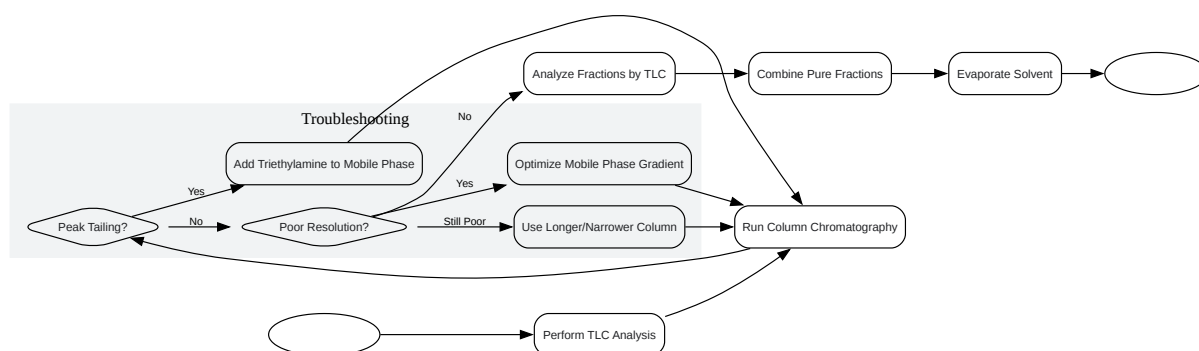 Analyze Fractions by TLC
Combine Pure Fractions
Evaporate Solvent
Troubleshooting
No
Add Triethylamine to Mobile Phase
Optimize Mobile Phase Gradient
Yes
Yes
Peak Tailing?
No
Poor Resolution?
Still Poor
Use Longer/Narrower Column
Run Column Chromatography
Perform TLC Analysis